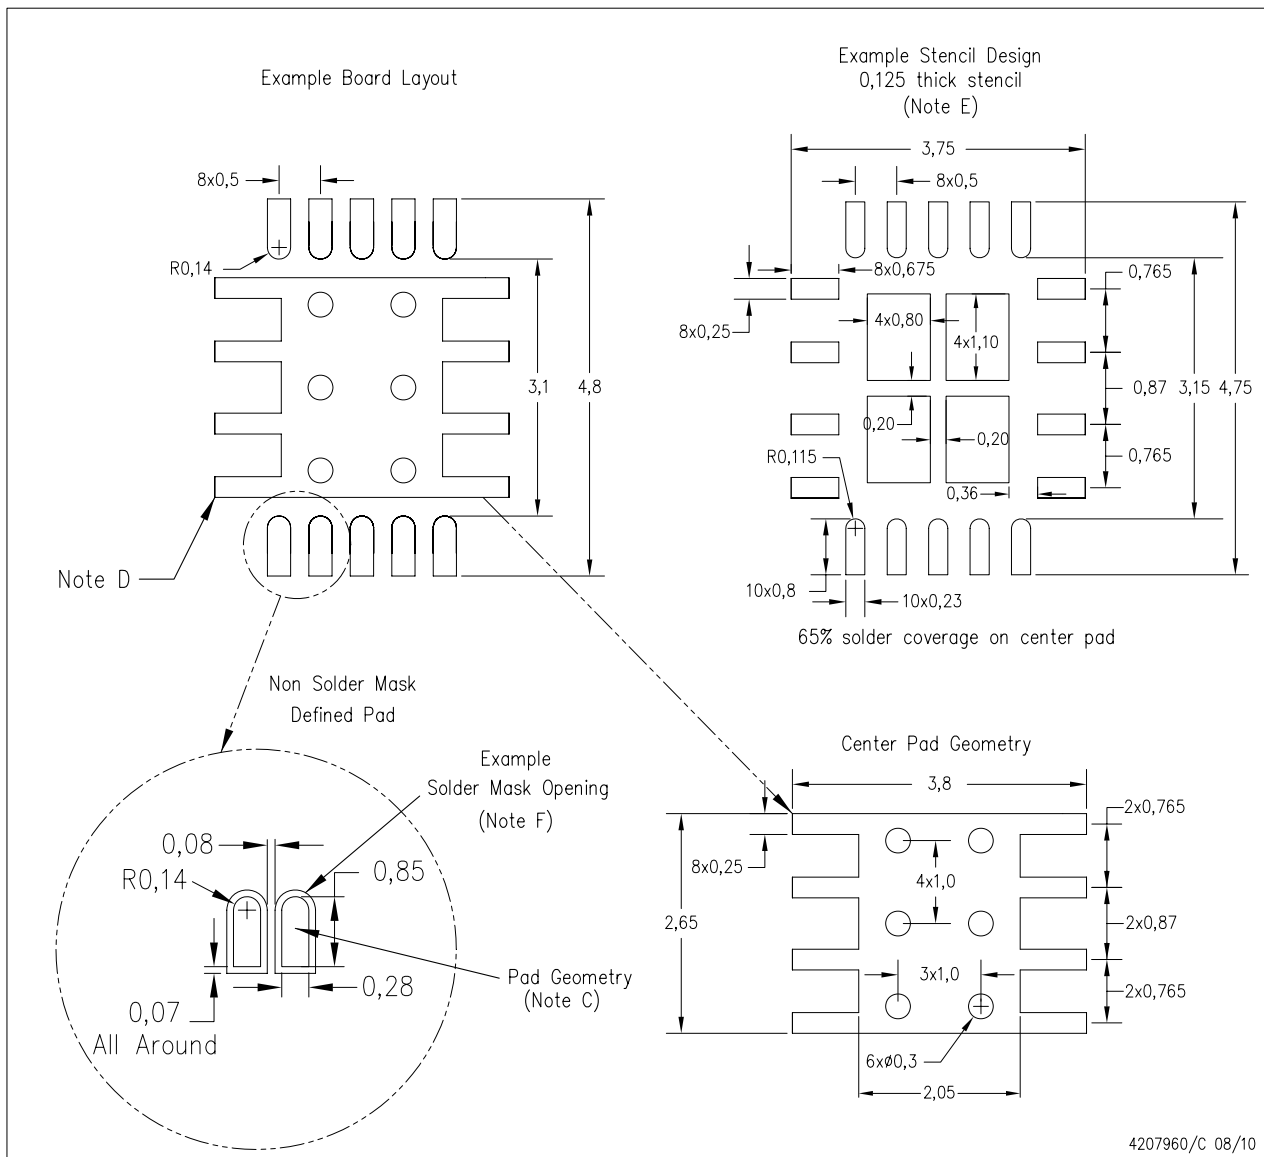 Example Board Layout
8x0,5
R0,14
3,1
4,8
Note D
Example Stencil Design
0,125 thick stencil
(Note E)
3,75
8x0,5
8x0,675
0,765
8x0,25
4x0,80
4x1,10
0,87
3,15
4,75
0,20
0,20
R0,115
0,765
0,36
10x0,8
10x0,23
65% solder coverage on center pad
Non Solder Mask
Defined Pad
Example
Solder Mask Opening
(Note F)
0,08
R0,14
0,85
0,28
Pad Geometry
(Note C)
0,07
All Around
Center Pad Geometry
3,8
2x0,765
8x0,25
4x1,0
2,65
2x0,87
3x1,0
2x0,765
6xø0,3
2,05
4207960/C 08/10